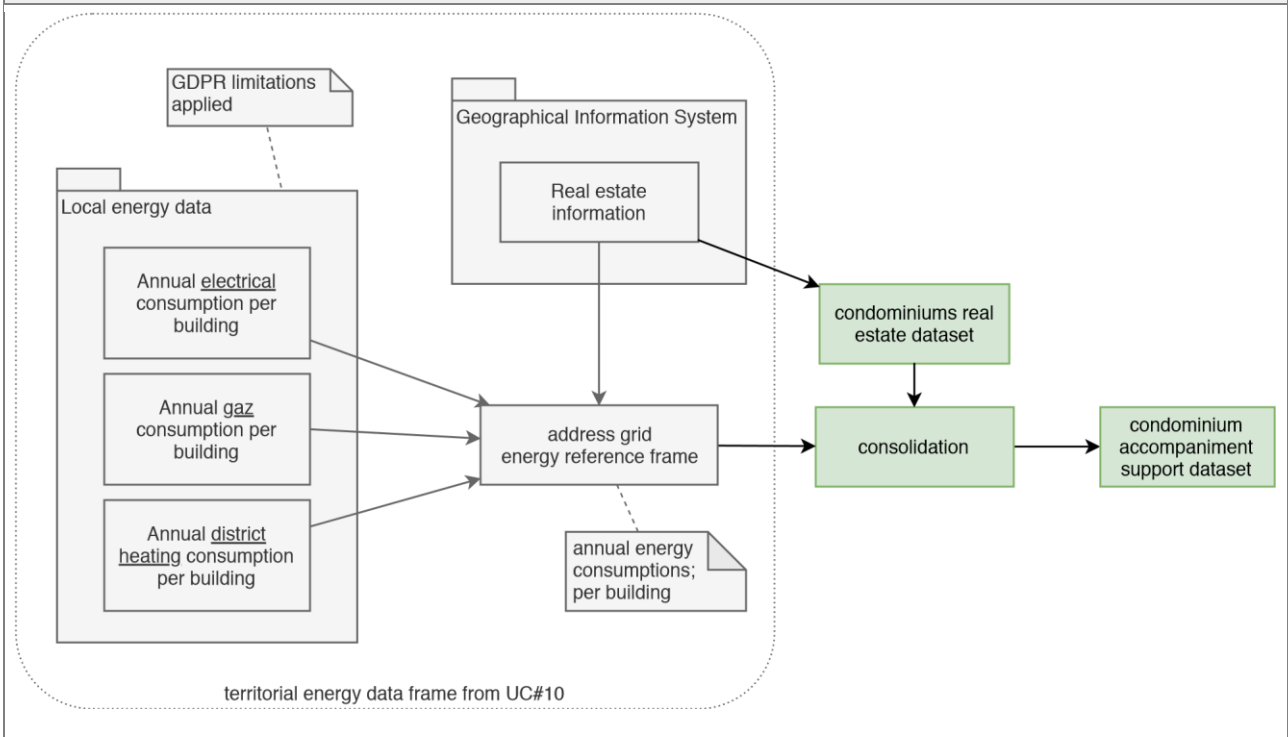 GDPR limitations
applied
Geographical Information System
Real estate
information
Local energy data
Annual electrical
consumption per
building
Annual gaz
consumption per
building
Annual district
heating consumption
per building
address grid
energy reference frame
annual energy
consumptions;
per building
condominiums real
estate dataset
consolidation
condominium
accompaniment
support dataset
territorial energy data frame from UC#10